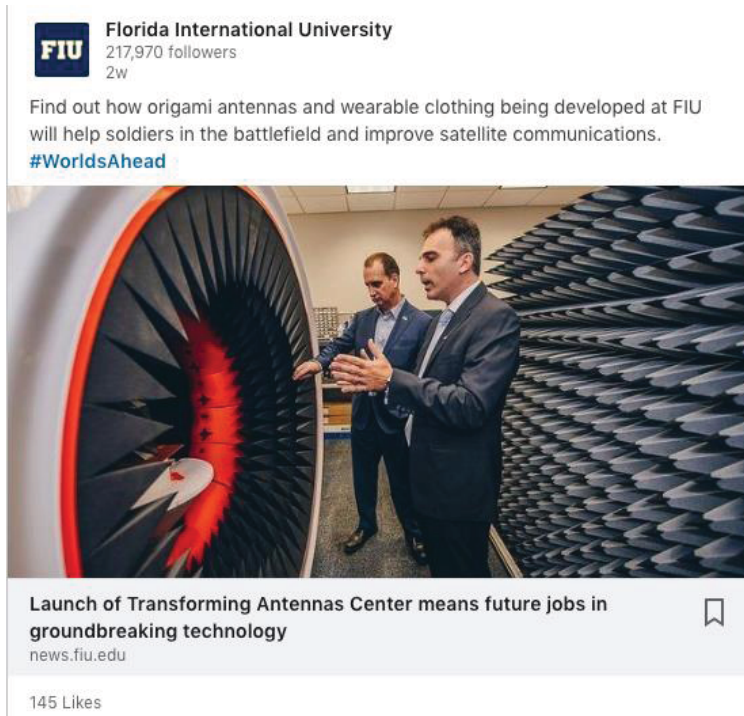 FIU
Florida International University
217,970 followers
2w
Find out how origami antennas and wearable clothing being developed at FIU
will help soldiers in the battlefield and improve satellite communications.
#WorldsAhead
Launch of Transforming Antennas Center means future jobs in
groundbreaking technology
news.fiu.edu
145 Likes